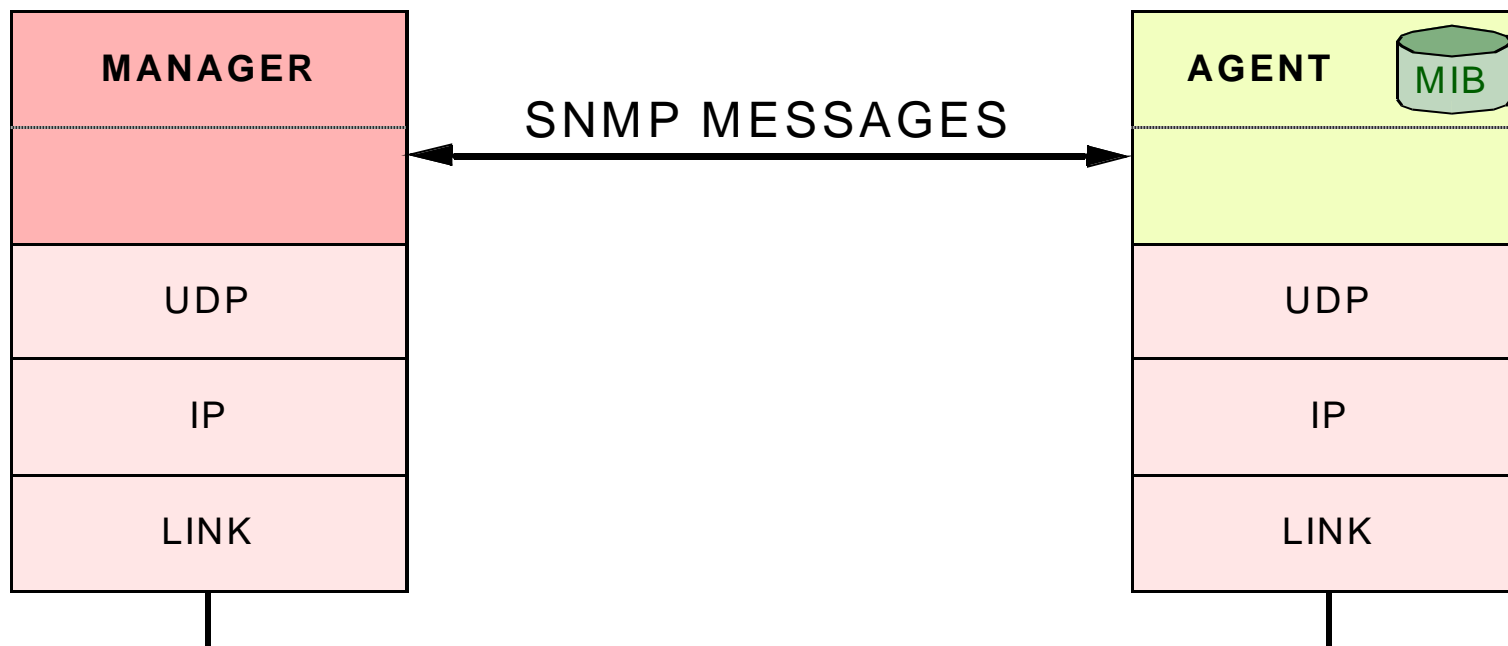 MANAGER
SNMP MESSAGES
AGENT
MIB
UDP
UDP
IP
IP
LINK
LINK